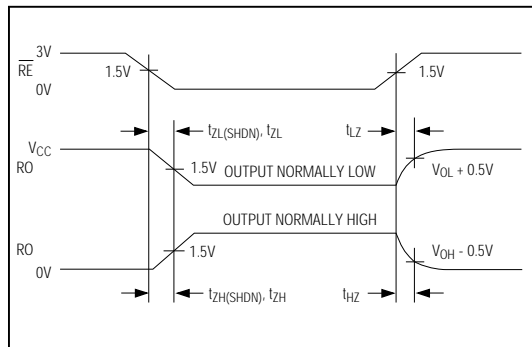 3V
RE
1.5V
1.5V
0V
tZL(SHDN), tZL
tLZ
VCC
RO
1.5V
OUTPUT NORMALLY LOW
VOL + 0.5V
OUTPUT NORMALLY HIGH
RO
1.5V
VOH - 0.5V
0V
tZH(SHDN), tZH
tHZ